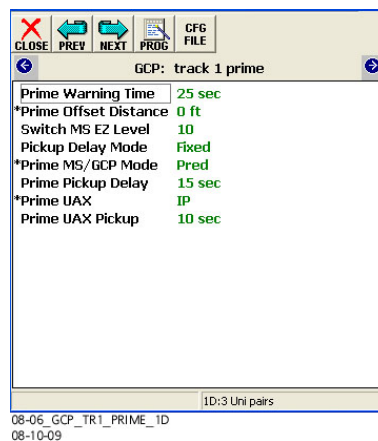 CLOSE PREV NEXT PROG CFG FILE
GCP: track 1 prime
Prime Warning Time 25 sec
*Prime Offset Distance 0 ft
Switch MS EZ Level 10
Pickup Delay Mode Fixed
*Prime MS/GCP Mode Pred
Prime Pickup Delay 15 sec
*Prime UAX IP
Prime UAX Pickup 10 sec
1D:3 Uni pairs
08-06_GCP_TR1_PRIME_1D
08-10-09